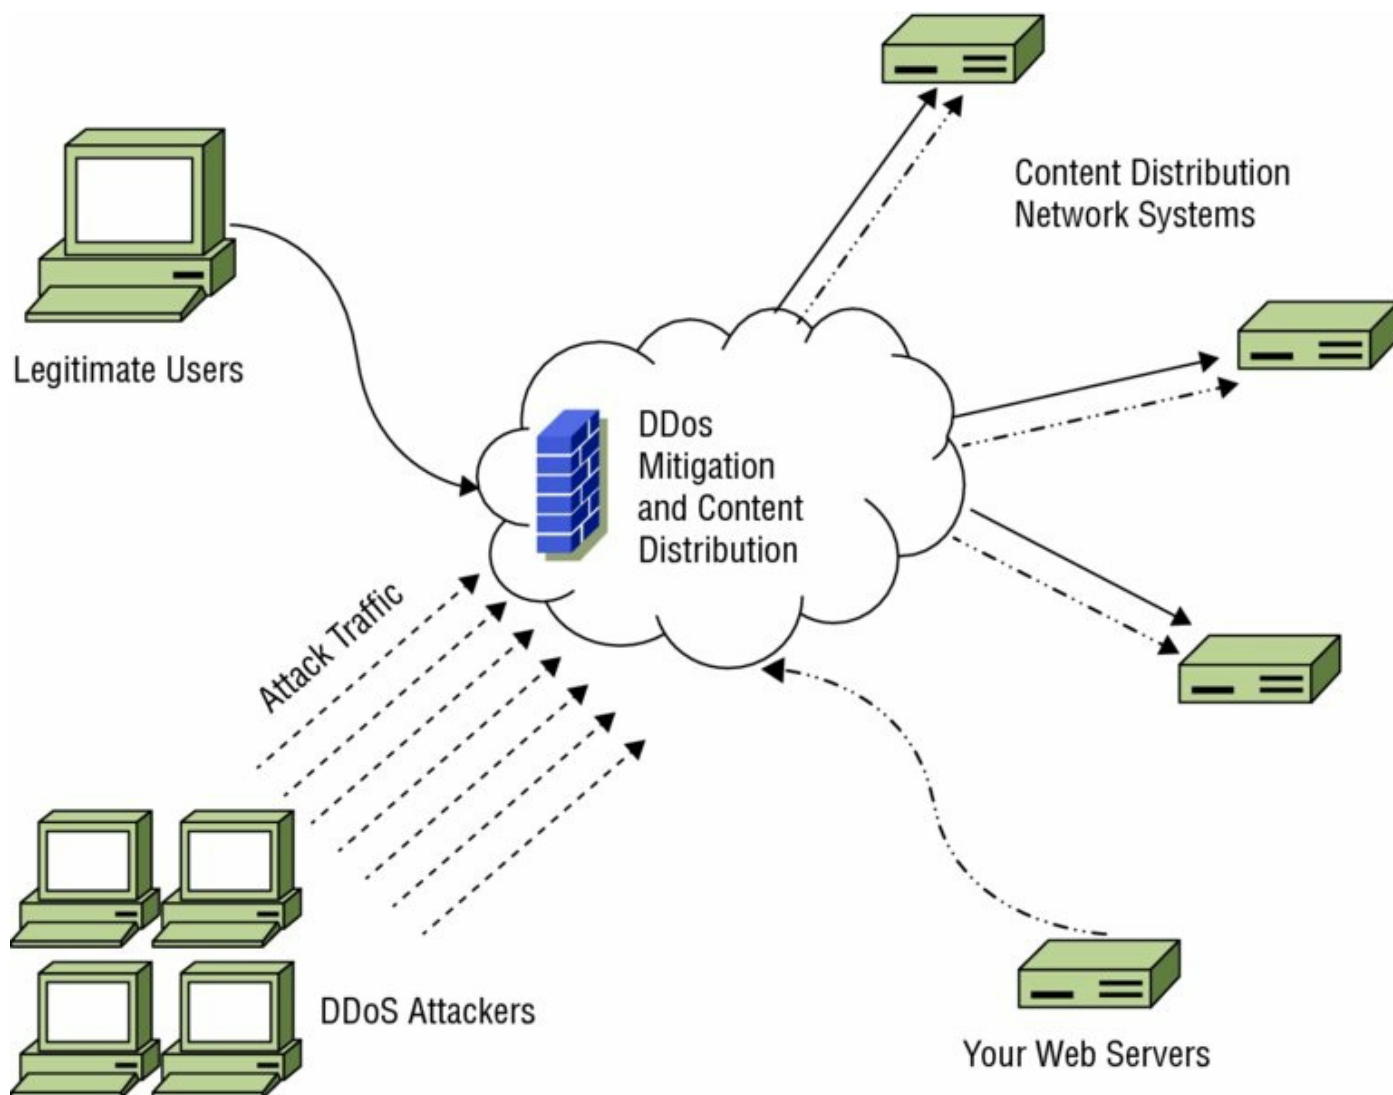 Content Distribution
Network Systems
Legitimate Users
DDos
Mitigation
and Content
Distribution
Attack Traffic
DDoS Attackers
Your Web Servers